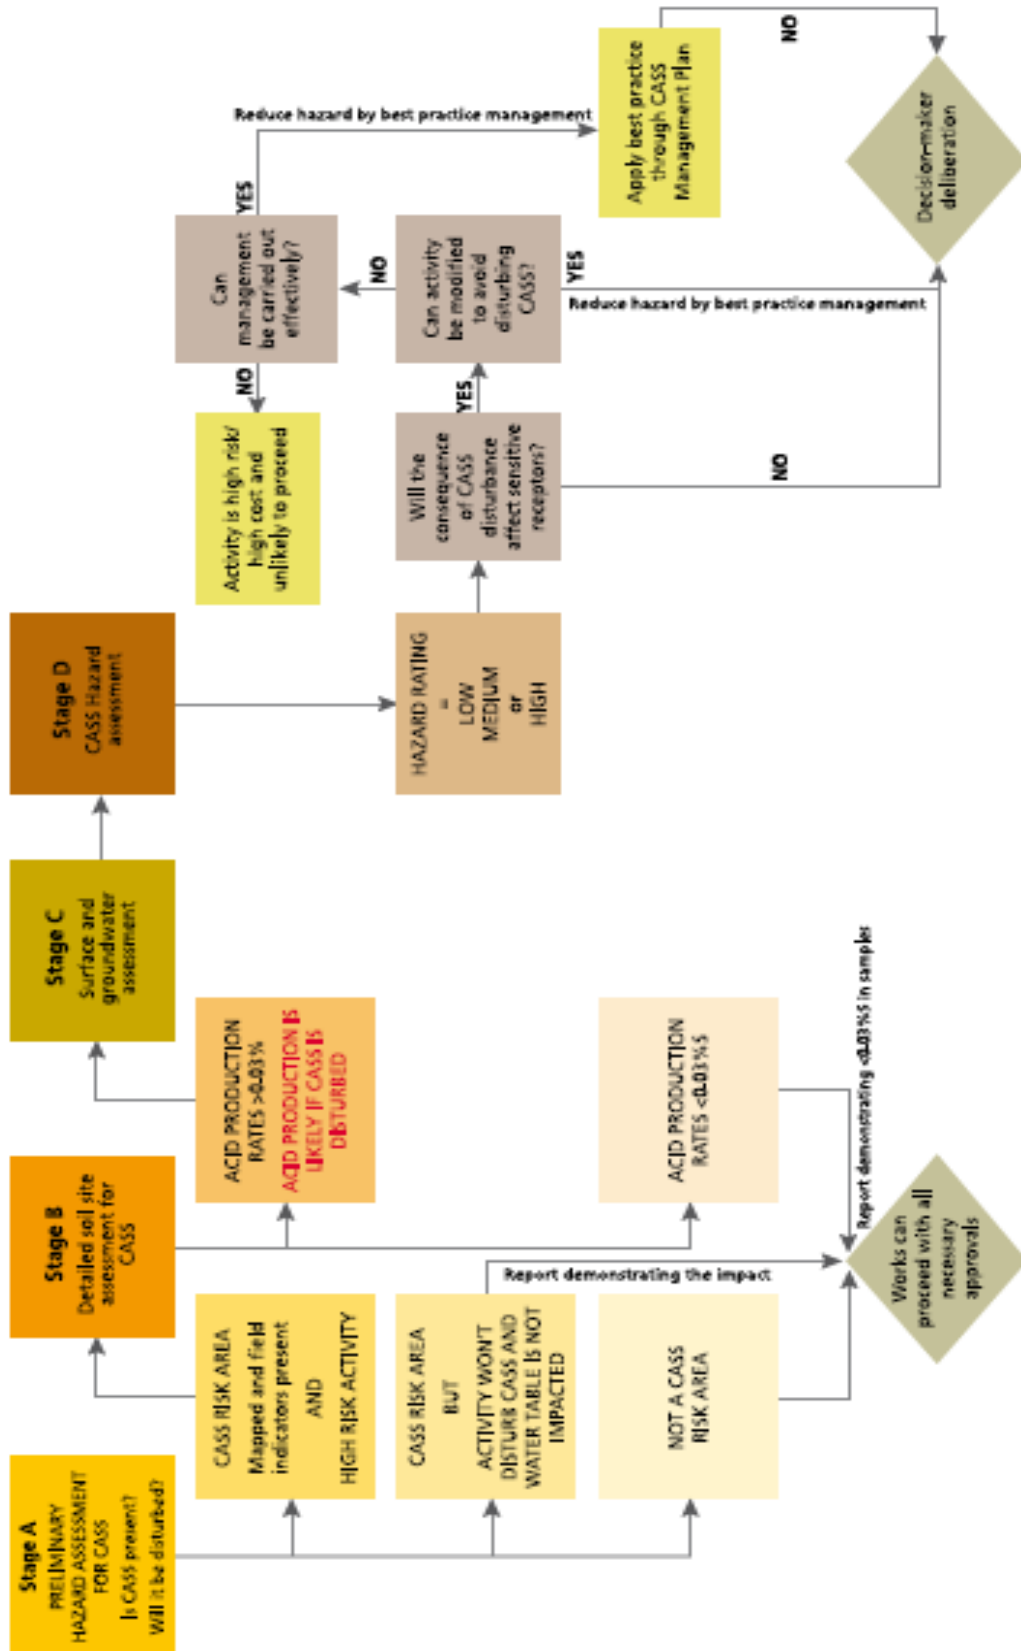 Stage A
PRELIMINARY
HAZARD ASSESSMENT
FOR CASS
Is CASS present?
Will it be disturbed?
CASS RISK AREA
Mapped and field
indicators present
AND
HIGH RISK ACTIVITY
CASS RISK AREA
BUT
ACTIVITY WON'T
DISTURB CASS AND
WATER TABLE IS NOT
IMPACTED
NOT A CASS
RISK AREA
Stage B
Detailed soil site
assessment for
CASS
ACID PRODUCTION
RATES >0.03%
ACID PRODUCTION IS
LIKELY IF CASS IS
DISTURBED
ACID PRODUCTION
RATES <0.03%S
Report demonstrating the impact
Report demonstrating <0.03%S in samples
Works can
proceed with all
necessary
approvals
Stage C
Surface and
groundwater
assessment
Stage D
CASS Hazard
assessment
HAZARD RATING
=
LOW
MEDIUM
or
HIGH
Will the
consequence
of CASS
disturbance
affect sensitive
receptors?
YES
NO
Can activity
be modified
to avoid
disturbing
CASS?
NO
YES
Reduce hazard by best practice management
Can
management
be carried out
effectively?
NO
YES
Activity is high risk/
high cost and
unlikely to proceed
Reduce hazard by best practice management
Apply best practice
through CASS
Management Plan
NO
Decision-maker
deliberation